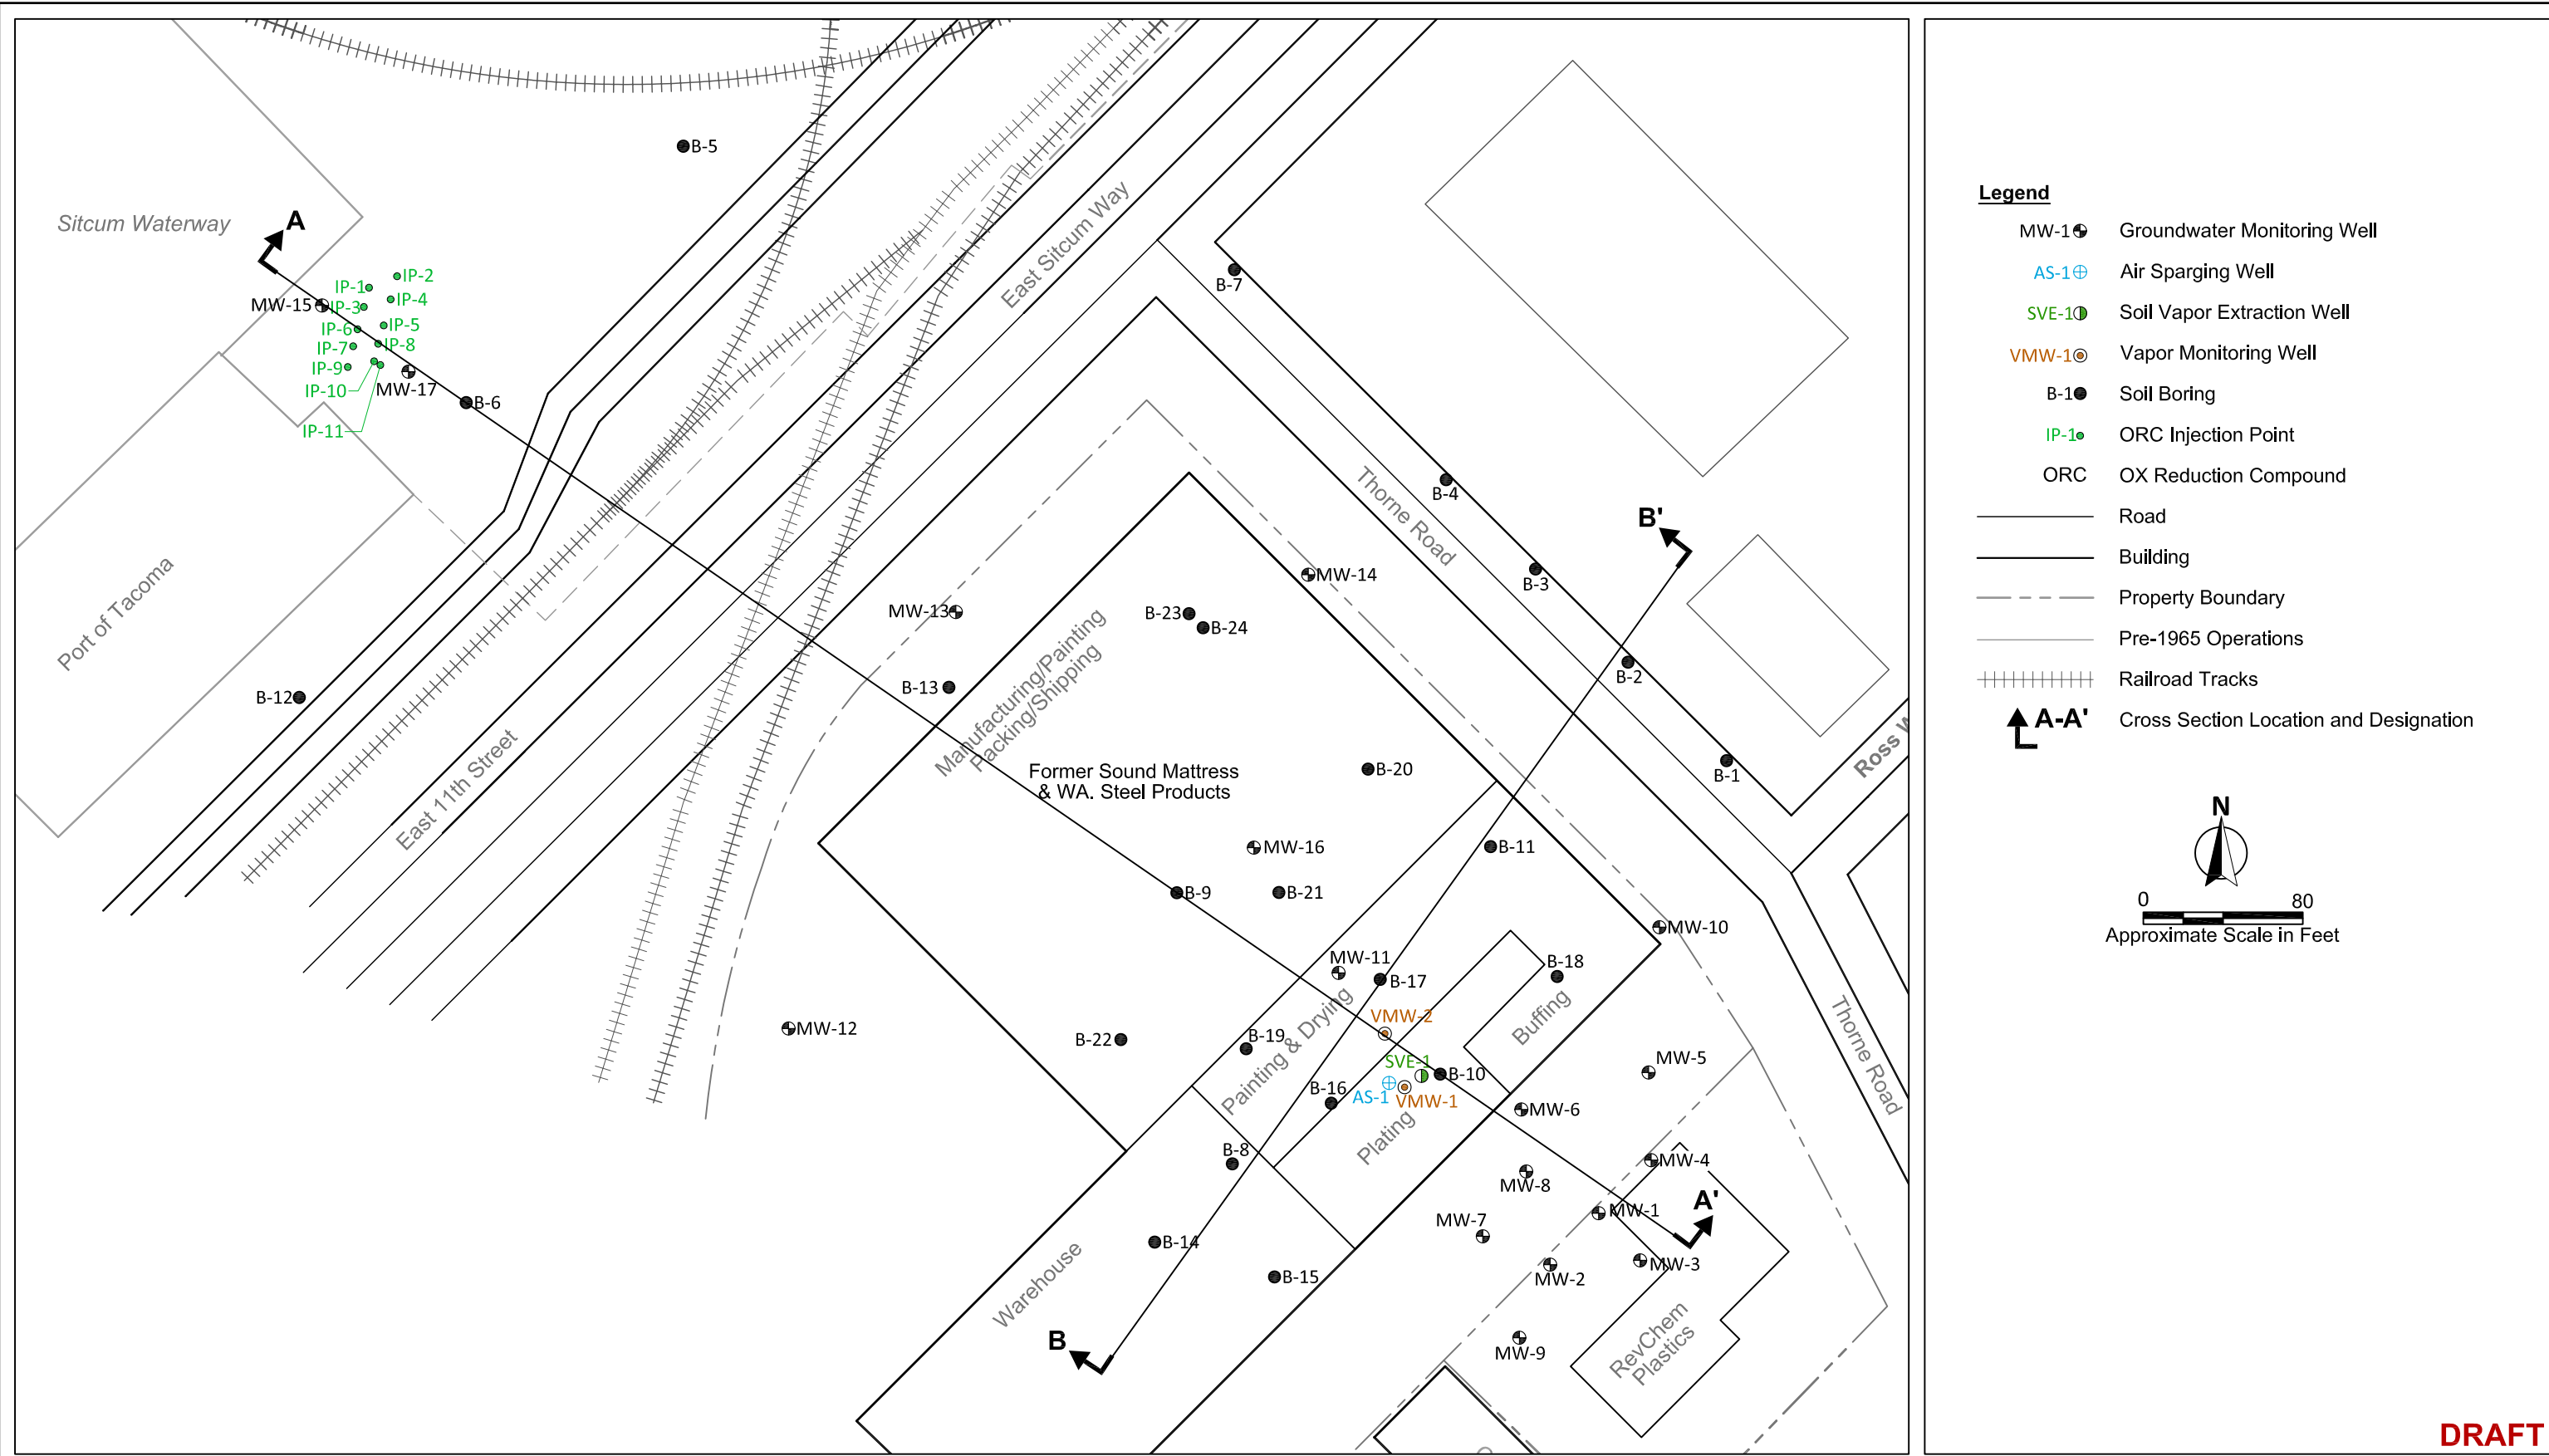 B-5
Sitcum Waterway
A
IP-2
IP-1
IP-4
MW-15
IP-3
IP-5
IP-6
IP-8
IP-7
IP-9
MW-17
IP-10
B-6
IP-11
East Sitcum Way
B-7
Thorne Road
B-4
B'
B-3
B-2
B-1
Port of Tacoma
B-12
East 11th Street
MW-14
MW-13
B-23
B-24
B-13
Manufacturing/Painting
Packing/Shipping
Former Sound Mattress
& WA. Steel Products
B-20
Ross
MW-16
B-11
B-9
B-21
MW-10
MW-11
B-17
B-18
VMW-2
Buffing
MW-12
B-22
B-19
Painting & Drying
SVE-1
B-10
AS-1
VMW-1
B-16
Plating
MW-5
MW-6
Thorne Road
B-8
MW-8
MW-4
A'
MW-1
MW-7
B-14
MW-3
MW-2
B-15
Warehouse
B
MW-9
RevChem
Plastics
Legend
MW-1 Groundwater Monitoring Well
AS-1 Air Sparging Well
SVE-1 Soil Vapor Extraction Well
VMW-1 Vapor Monitoring Well
B-1 Soil Boring
IP-1 ORC Injection Point
ORC OX Reduction Compound
Road
Building
Property Boundary
Pre-1965 Operations
Railroad Tracks
A-A' Cross Section Location and Designation
N
0 80
Approximate Scale in Feet
DRAFT